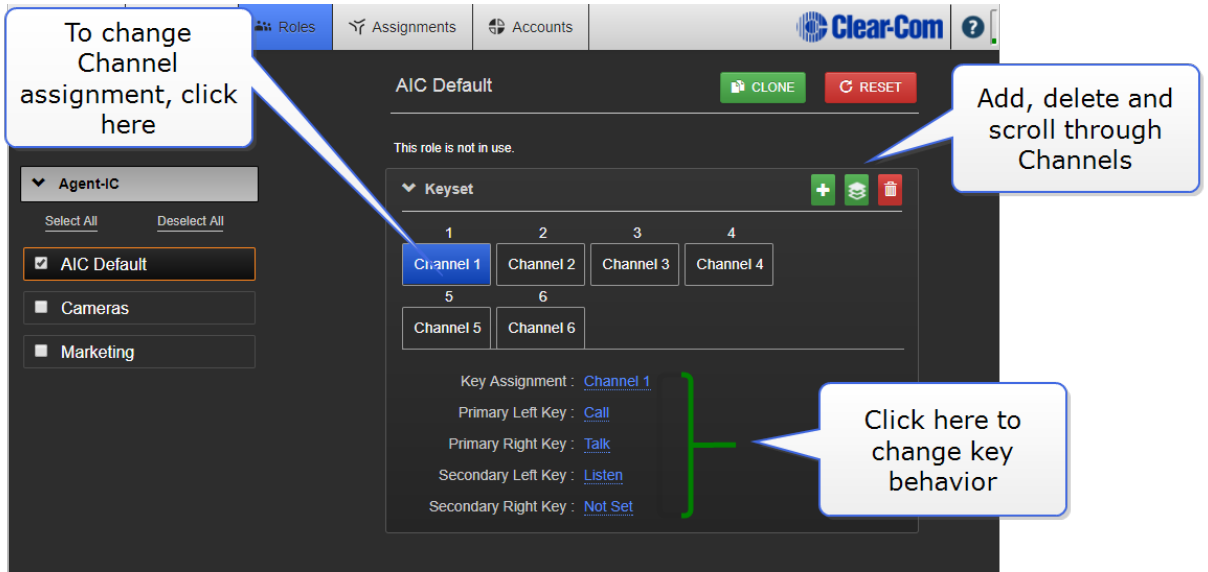 To change
Channel
assignment, click
here
Roles
Assignments
Accounts
Clear-Com
?
AIC Default
CLONE
RESET
Add, delete and
scroll through
Channels
This role is not in use.
Agent-IC
Keyset
Select All Deselect All
1 2 3 4
AIC Default
Channel 1 Channel 2 Channel 3 Channel 4
Cameras
5 6
Channel 5 Channel 6
Marketing
Key Assignment : Channel 1
Primary Left Key : Call
Primary Right Key : Talk
Secondary Left Key : Listen
Secondary Right Key : Not Set
Click here to
change key
behavior